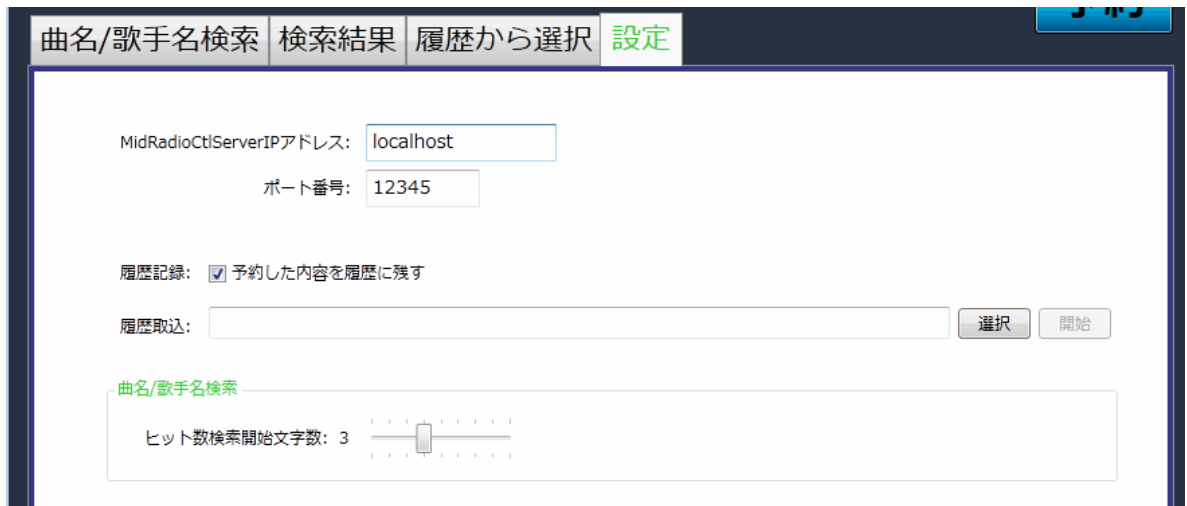 曲名/歌手名検索 検索結果 履歴から選択 設定
MidRadioCtlServerIPアドレス: localhost
ポート番号: 12345
履歴記録: 予約した内容を履歴に残す
履歴取込: 選択 開始
曲名/歌手名検索
ヒット数検索開始文字数: 3